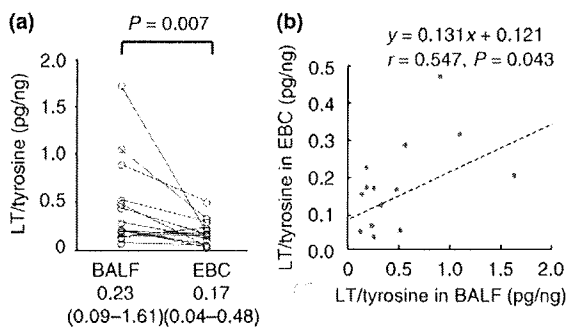 (a)
P = 0.007
LT/tyrosine (pg/ng)
2.0
1.5
1.0
0.5
0
BALF EBC
0.23 0.17
(0.09–1.61)(0.04–0.48)
(b)
y = 0.131x + 0.121
r = 0.547, P = 0.043
LT/tyrosine in EBC (pg/ng)
0.5
0.4
0.3
0.2
0.1
0.0
0 0.5 1.0 1.5 2.0
LT/tyrosine in BALF (pg/ng)